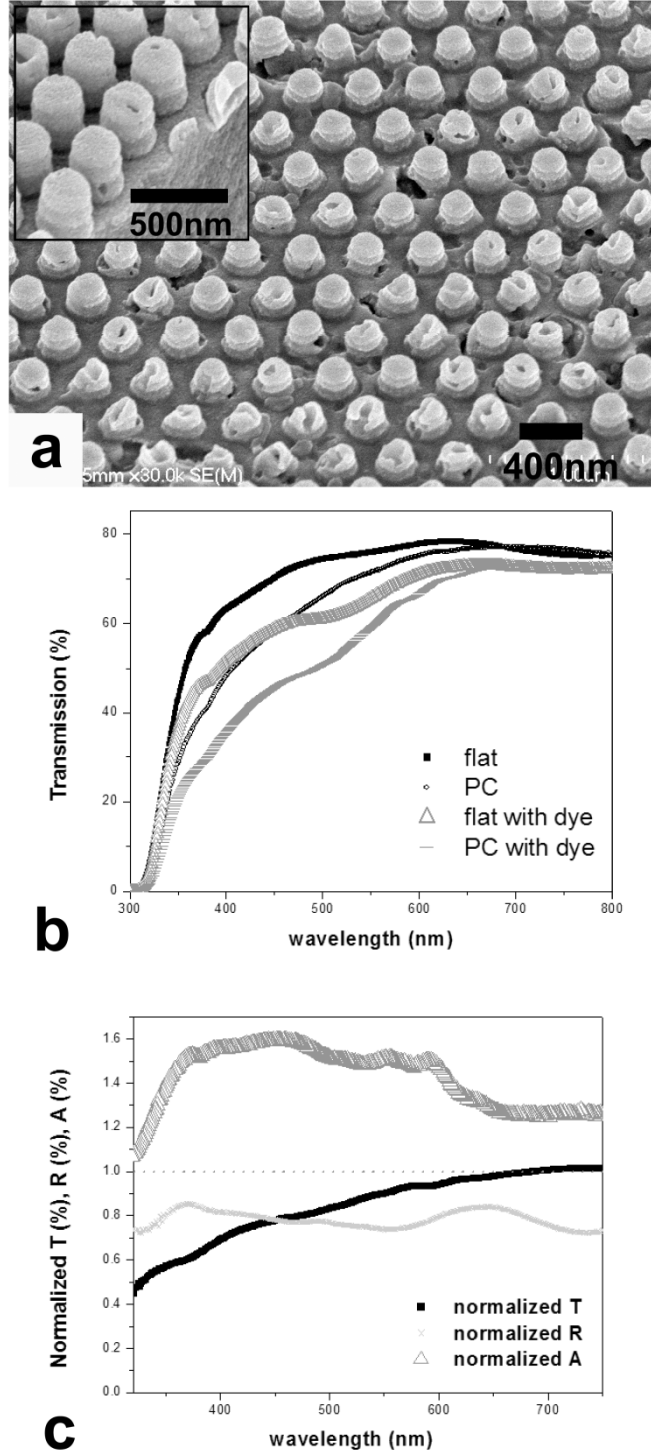 500nm
a
400nm
5mm x30.0k SE(M)
80
60
40
20
0
Transmission (%)
flat
PC
flat with dye
PC with dye
300 400 500 600 700 800
wavelength (nm)
b
1.6
1.4
1.2
1.0
0.8
0.6
0.4
0.2
0.0
Normalized T (%), R (%), A (%)
normalized T
normalized R
normalized A
400 500 600 700
wavelength (nm)
c